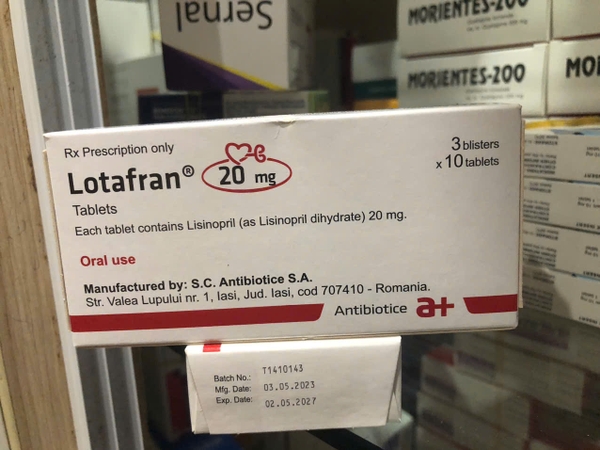 Sernal
MORIENTES-200
MORIENTES-200
MO
Rx Prescription only
3 blisters
x 10 tablets
Lotafran® 20 mg
Tablets
Each tablet contains Lisinopril (as Lisinopril dihydrate) 20 mg.
Oral use
Manufactured by: S.C. Antibiotice S.A.
Str. Valea Lupului nr. 1, Iasi, Jud. Iasi, cod 707410 - Romania.
Antibiotice a+
Batch No.: T1410143
Mfg. Date: 03.05.2023
Exp. Date: 02.05.2027